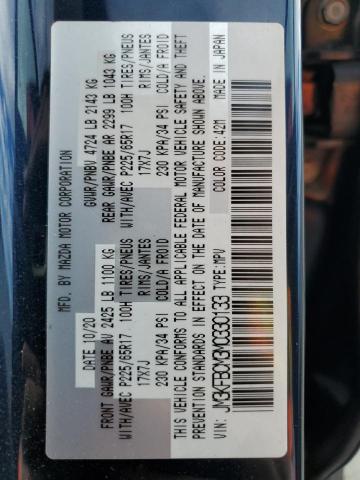 MFD. BY MAZDA MOTOR CORPORATION
DATE 10/20 GVWR/PNBV 4724 LB 2143 KG
FRONT GAWR/PNBE AV 2425 LB 1100 KG REAR GAWR/PNBE AR 2299 LB 1043 KG
WITH/AVEC P225/65R17 100H TIRES/PNEUS WITH/AVEC P225/65R17 100H TIRES/PNEUS
17X7J RIMS/JANTES 17X7J RIMS/JANTES
230 KPA/34 PSI COLD/A FROID 230 KPA/34 PSI COLD/A FROID
THIS VEHICLE CONFORMS TO ALL APPLICABLE FEDERAL MOTOR VEHICLE SAFETY AND THEFT
PREVENTION STANDARDS IN EFFECT ON THE DATE OF MANUFACTURE SHOWN ABOVE.
VIN: JM3KFBCM3M0330133 TYPE:MPV COLOR CODE:42M MADE IN JAPAN